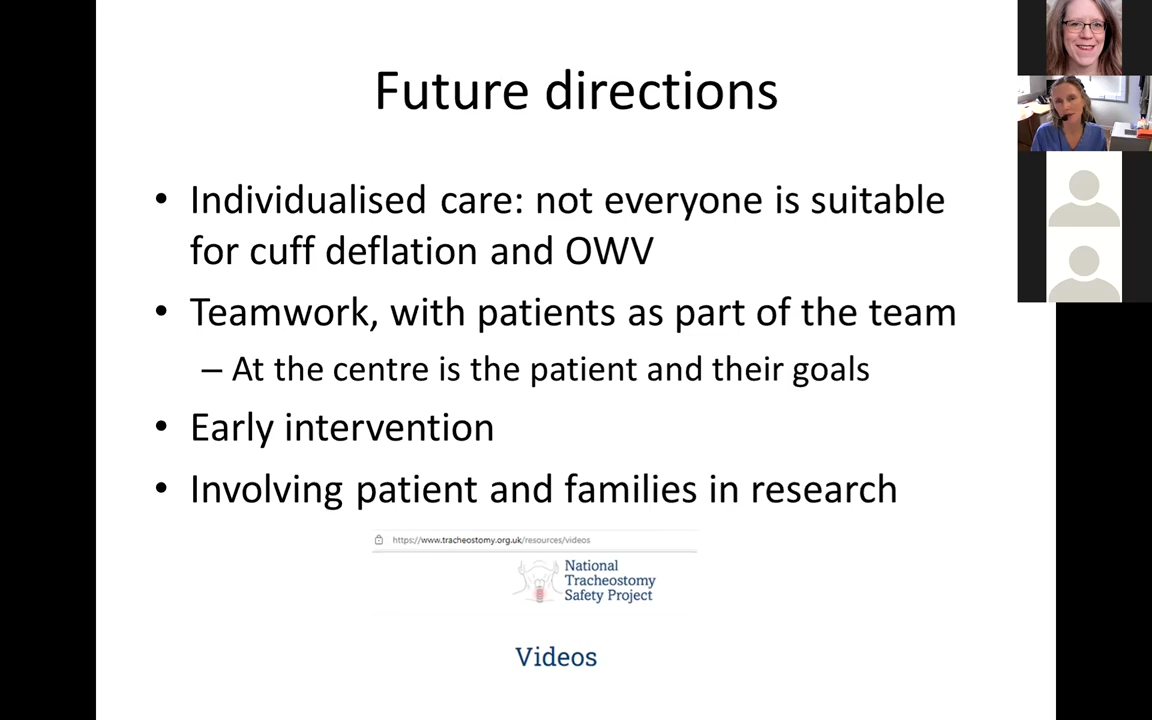 Future directions
• Individualised care: not everyone is suitable
for cuff deflation and OWV
• Teamwork, with patients as part of the team
– At the centre is the patient and their goals
• Early intervention
• Involving patient and families in research
https://www.tracheostomy.org.uk/resources/videos
National
Tracheostomy
Safety Project
Videos